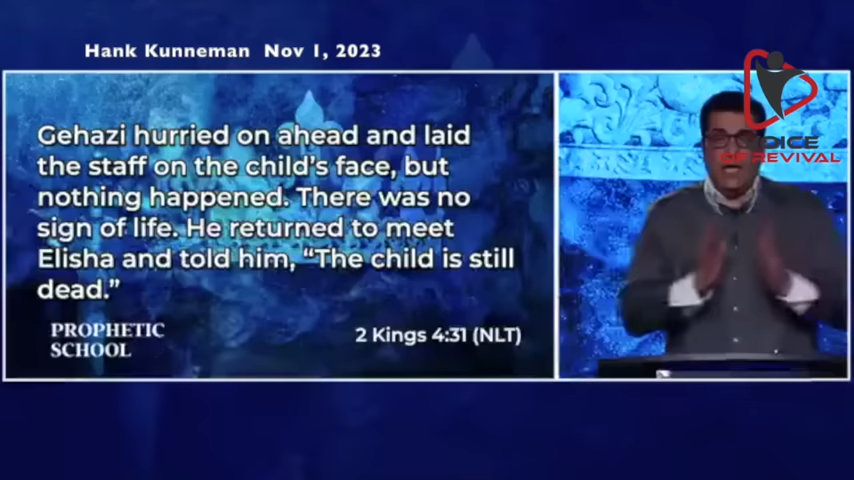 Hank Kunneman Nov 1, 2023
Gehazi hurried on ahead and laid
the staff on the child's face, but
nothing happened. There was no
sign of life. He returned to meet
Elisha and told him, “The child is still
dead.”
PROPHETIC
SCHOOL
2 Kings 4:31 (NLT)
OICE
OF REVIVAL